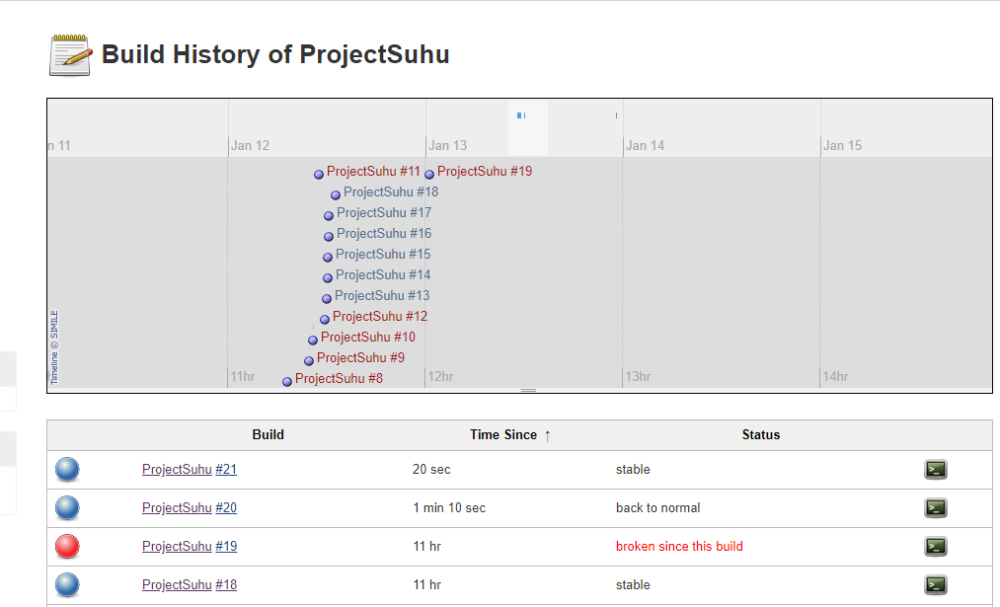 Build History of ProjectSuhu
n 11 Jan 12 Jan 13 Jan 14 Jan 15
ProjectSuhu #11 ProjectSuhu #19
ProjectSuhu #18
ProjectSuhu #17
ProjectSuhu #16
ProjectSuhu #15
ProjectSuhu #14
ProjectSuhu #13
ProjectSuhu #12
ProjectSuhu #10
ProjectSuhu #9
ProjectSuhu #8
11hr 12hr 13hr 14hr
Timeline © SIMILE
Build Time Since ↑ Status
ProjectSuhu #21 20 sec stable
ProjectSuhu #20 1 min 10 sec back to normal
ProjectSuhu #19 11 hr broken since this build
ProjectSuhu #18 11 hr stable